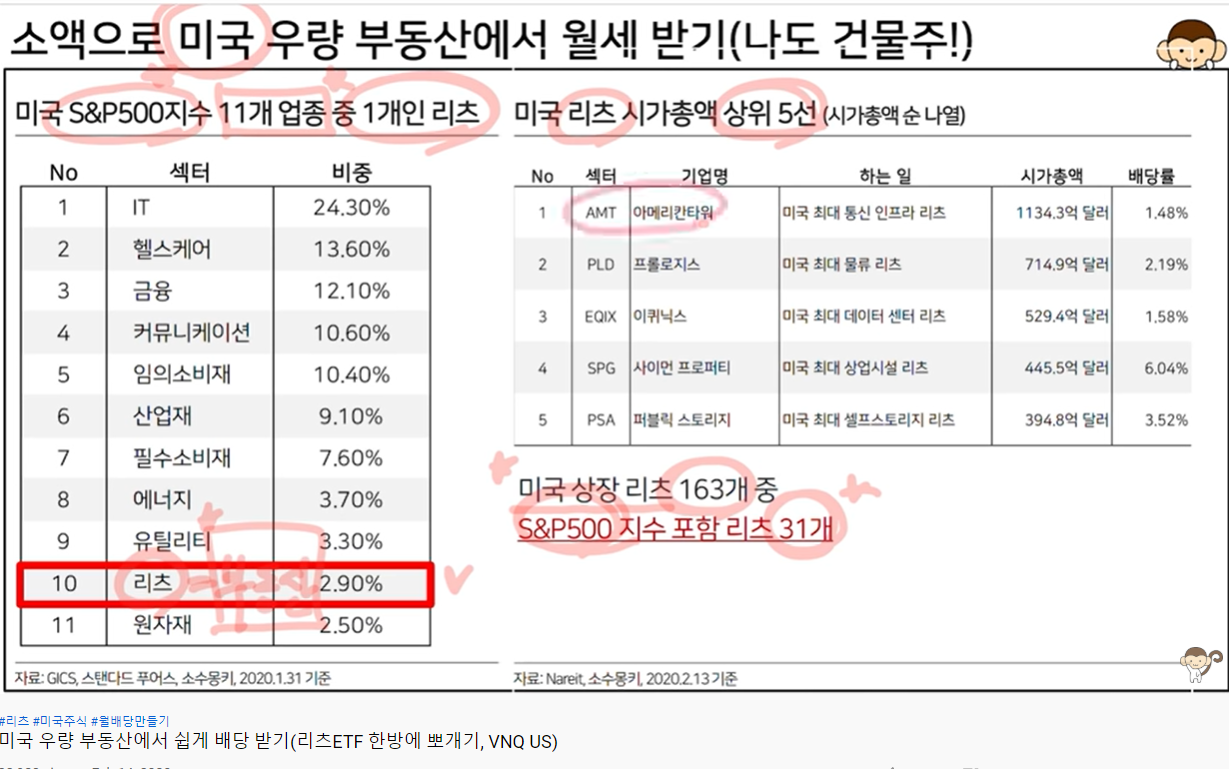 소액으로 미국 우량 부동산에서 월세 받기(나도 건물주!)
미국 S&P500지수 11개 업종 중 1개인 리츠
No 섹터 비중
1 IT 24.30%
2 헬스케어 13.60%
3 금융 12.10%
4 커뮤니케이션 10.60%
5 임의소비재 10.40%
6 산업재 9.10%
7 필수소비재 7.60%
8 에너지 3.70%
9 유틸리티 3.30%
10 리츠 2.90%
11 원자재 2.50%
자료: GICS, 스탠다드 푸어스, 소수몽키, 2020.1.31 기준
미국 리츠 시가총액 상위 5선 (시가총액 순 나열)
No 섹터 기업명 하는 일 시가총액 배당률
1 AMT 아메리칸타워 미국 최대 통신 인프라 리츠 1134.3억 달러 1.48%
2 PLD 프롤로지스 미국 최대 물류 리츠 714.9억 달러 2.19%
3 EQIX 이퀴닉스 미국 최대 데이터 센터 리츠 529.4억 달러 1.58%
4 SPG 사이먼 프로퍼티 미국 최대 상업시설 리츠 445.5억 달러 6.04%
5 PSA 퍼블릭 스토리지 미국 최대 셀프스토리지 리츠 394.8억 달러 3.52%
미국 상장 리츠 163개 중
S&P500 지수 포함 리츠 31개
자료: Nareit, 소수몽키, 2020.2.13 기준
#리츠 #미국주식 #월배당만들기
미국 우량 부동산에서 쉽게 배당 받기(리츠ETF 한방에 뽀개기, VNQ US)